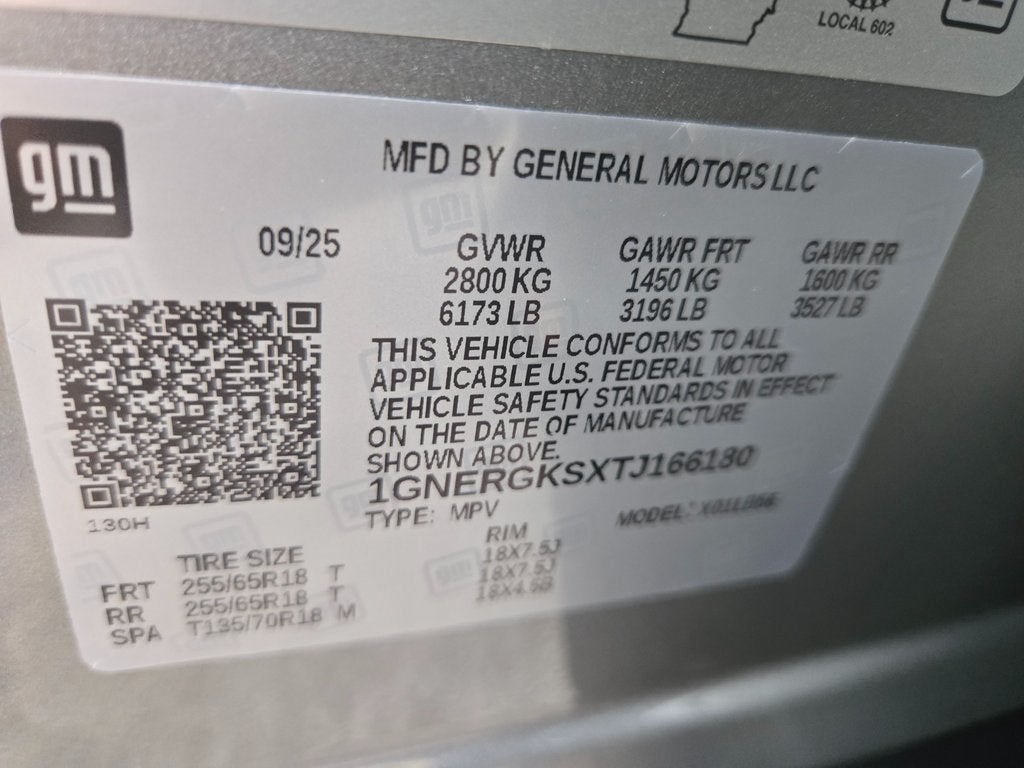 LOCAL 602
gm
MFD BY GENERAL MOTORS LLC
09/25
GVWR GAWR FRT GAWR RR
2800 KG 1450 KG 1600 KG
6173 LB 3196 LB 3527 LB
THIS VEHICLE CONFORMS TO ALL
APPLICABLE U.S. FEDERAL MOTOR
VEHICLE SAFETY STANDARDS IN EFFECT
ON THE DATE OF MANUFACTURE
SHOWN ABOVE.
1GNERGKSXTJ166180
TYPE: MPV MODEL:
130H
TIRE SIZE RIM
FRT 255/65R18 T 18X7.5J
RR 255/65R18 T 18X7.5J
SPA T135/70R18 M 18X4.5B